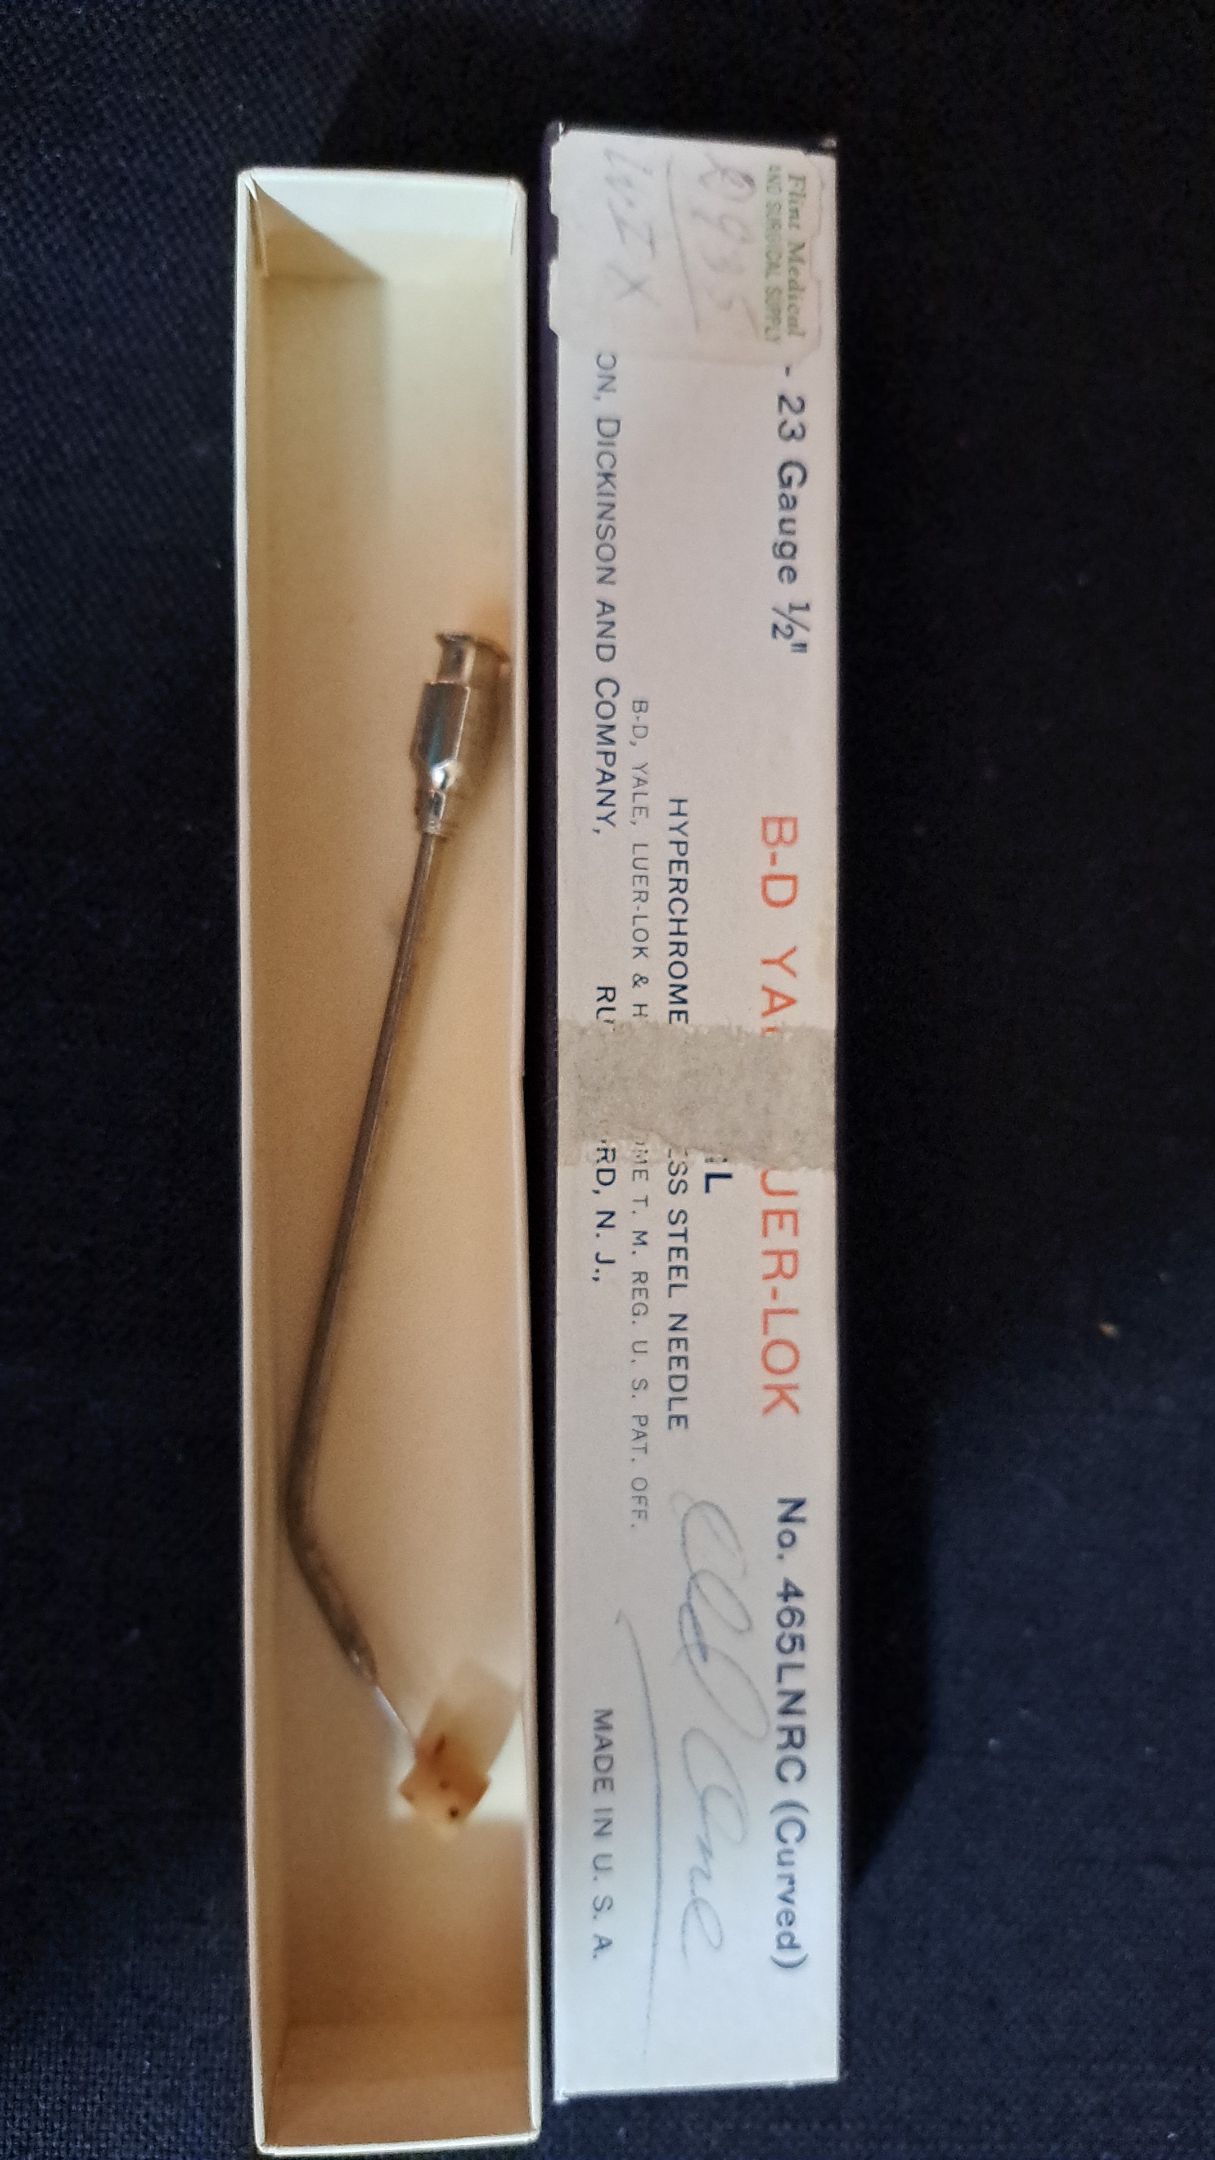 Flint Medical
AND SURGICAL SUPPLY
- 23 Gauge ½" B-D YA UER-LOK No. 465LNRC (Curved)
HYPERCHROME SS STEEL NEEDLE
B-D, YALE, LUER-LOK & H OME T. M. REG. U. S. PAT. OFF.
ON, DICKINSON AND COMPANY, RU RD, N. J., MADE IN U. S. A.